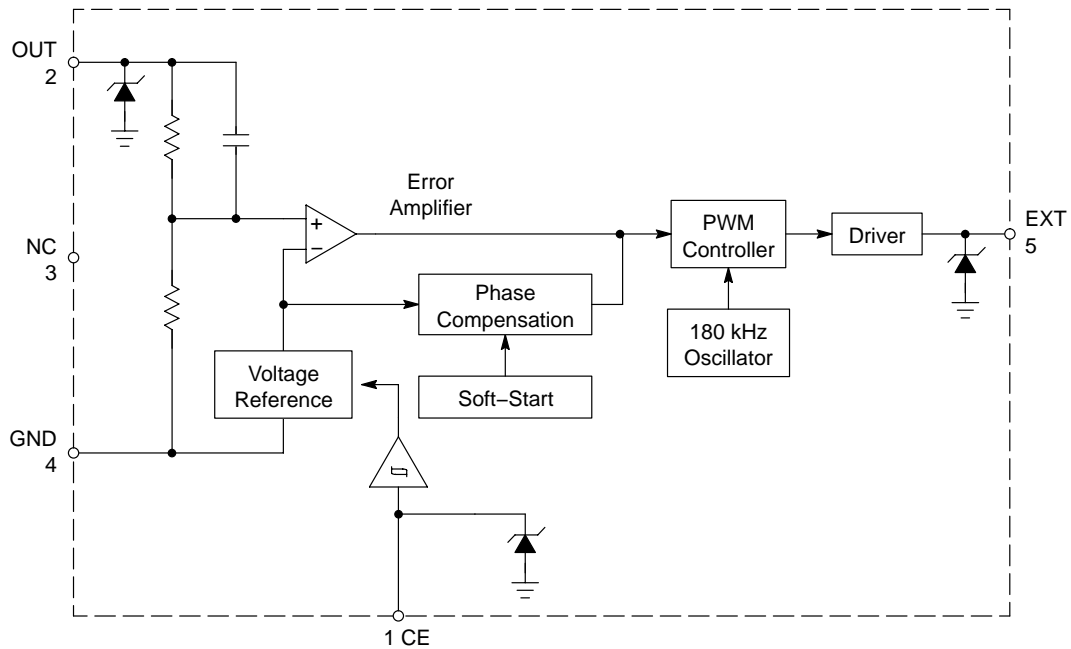 OUT
2
Error
Amplifier
+
−
NC
3
PWM
Controller
Driver
EXT
5
Phase
Compensation
180 kHz
Oscillator
Voltage
Reference
Soft−Start
GND
4
1 CE